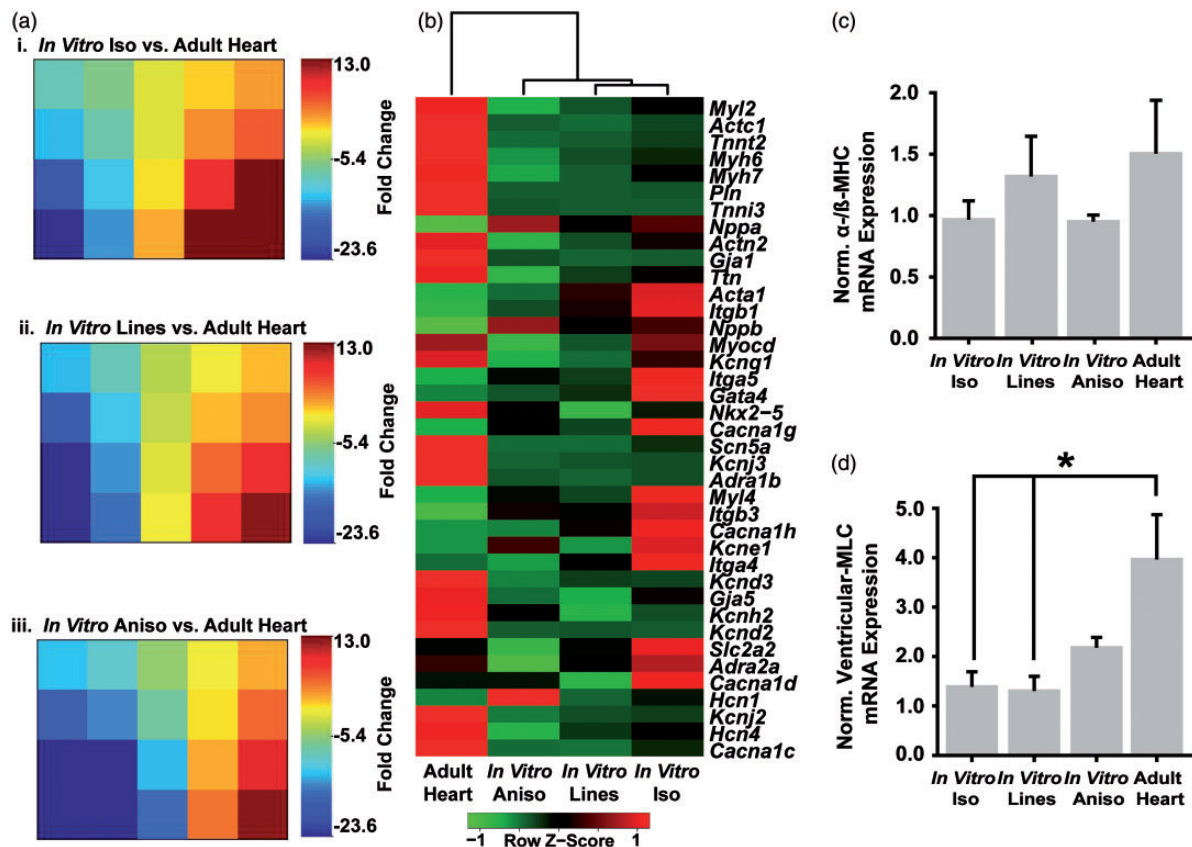 (a)
i. In Vitro Iso vs. Adult Heart
13.0
-5.4
-23.6
Fold Change
ii. In Vitro Lines vs. Adult Heart
13.0
-5.4
-23.6
Fold Change
iii. In Vitro Aniso vs. Adult Heart
13.0
-5.4
-23.6
Fold Change
(b)
Myl2
Actc1
Tnnt2
Myh6
Myh7
Pln
Tnni3
Nppa
Actn2
Gja1
Ttn
Acta1
Itgb1
Nppb
Myocd
Kcnq1
Itga5
Gata4
Nkx2-5
Cacna1g
Scn5a
Kcnj3
Adra1b
Myl4
Itgb3
Cacna1h
Kcne1
Itga4
Kcnd3
Gja5
Kcnh2
Kcnd2
Slc2a2
Adra2a
Cacna1d
Hcn1
Kcnj2
Hcn4
Cacna1c
Adult Heart
In Vitro Aniso
In Vitro Lines
In Vitro Iso
-1 Row Z-Score 1
(c)
Norm. α-/ß-MHC
mRNA Expression
2.0
1.5
1.0
0.5
0.0
In Vitro Iso
In Vitro Lines
In Vitro Aniso
Adult Heart
(d)
*
Norm. Ventricular-MLC
mRNA Expression
5.0
4.0
3.0
2.0
1.0
0.0
In Vitro Iso
In Vitro Lines
In Vitro Aniso
Adult Heart